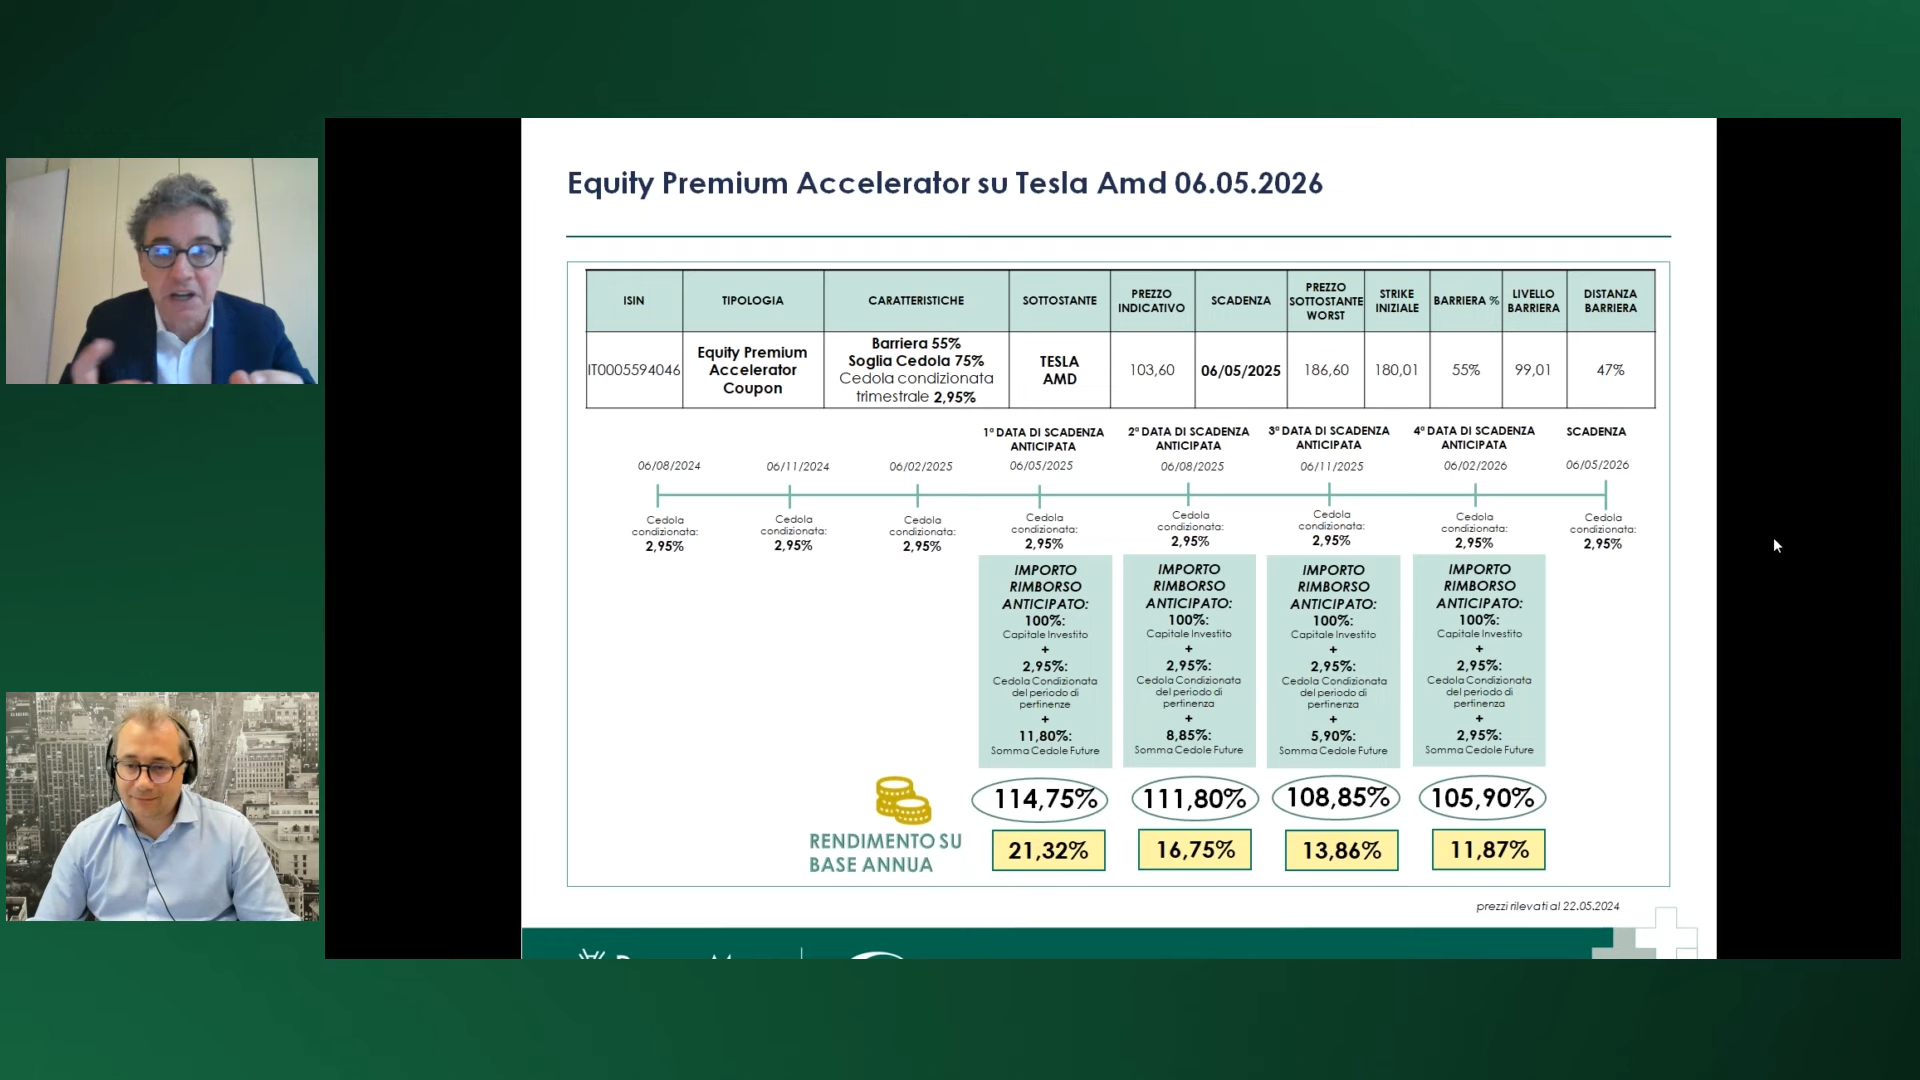 Equity Premium Accelerator su Tesla Amd 06.05.2026
ISIN
TIPOLOGIA
CARATTERISTICHE
SOTTOSTANTE
PREZZO
INDICATIVO
SCADENZA
PREZZO
SOTTOSTANTE
WORST
STRIKE
INIZIALE
BARRIERA %
LIVELLO
BARRIERA
DISTANZA
BARRIERA
IT0005594046
Equity Premium
Accelerator
Coupon
Barriera 55%
Soglia Cedola 75%
Cedola condizionata
trimestrale 2,95%
TESLA
AMD
103,60
06/05/2025
186,60
180,01
55%
99,01
47%
1ª DATA DI SCADENZA
ANTICIPATA
2ª DATA DI SCADENZA
ANTICIPATA
3ª DATA DI SCADENZA
ANTICIPATA
4ª DATA DI SCADENZA
ANTICIPATA
SCADENZA
06/08/2024
06/11/2024
06/02/2025
06/05/2025
06/08/2025
06/11/2025
06/02/2026
06/05/2026
Cedola
condizionata:
2,95%
Cedola
condizionata:
2,95%
Cedola
condizionata:
2,95%
Cedola
condizionata:
2,95%
Cedola
condizionata:
2,95%
Cedola
condizionata:
2,95%
Cedola
condizionata:
2,95%
Cedola
condizionata:
2,95%
IMPORTO
RIMBORSO
ANTICIPATO:
100%:
Capitale Investito
+
2,95%:
Cedola Condizionata
del periodo di
pertinenze
+
11,80%:
Somma Cedole Future
IMPORTO
RIMBORSO
ANTICIPATO:
100%:
Capitale Investito
+
2,95%:
Cedola Condizionata
del periodo di
pertinenza
+
8,85%:
Somma Cedole Future
IMPORTO
RIMBORSO
ANTICIPATO:
100%:
Capitale Investito
+
2,95%:
Cedola Condizionata
del periodo di
pertinenza
+
5,90%:
Somma Cedole Future
IMPORTO
RIMBORSO
ANTICIPATO:
100%:
Capitale Investito
+
2,95%:
Cedola Condizionata
del periodo di
pertinenza
+
2,95%:
Somma Cedole Future
114,75%
111,80%
108,85%
105,90%
RENDIMENTO SU
BASE ANNUA
21,32%
16,75%
13,86%
11,87%
prezzi rilevati al 22.05.2024